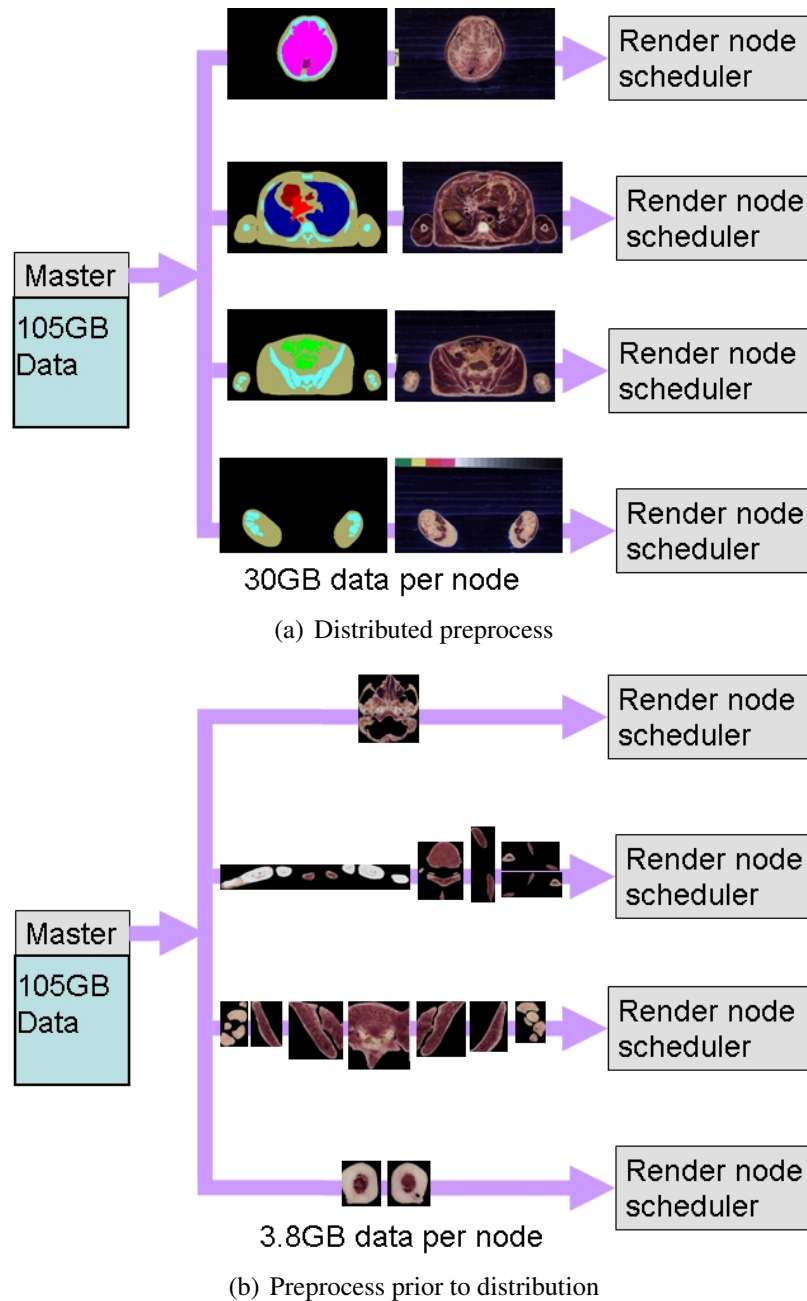 Render node
scheduler
Render node
scheduler
Master
105GB
Data
Render node
scheduler
Render node
scheduler
30GB data per node
(a) Distributed preprocess
Render node
scheduler
Render node
scheduler
Master
105GB
Data
Render node
scheduler
Render node
scheduler
3.8GB data per node
(b) Preprocess prior to distribution